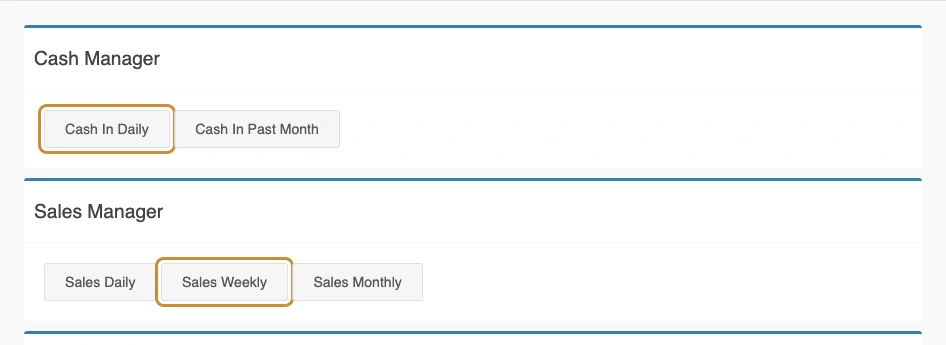 Cash Manager
Cash In Daily Cash In Past Month
Sales Manager
Sales Daily Sales Weekly Sales Monthly